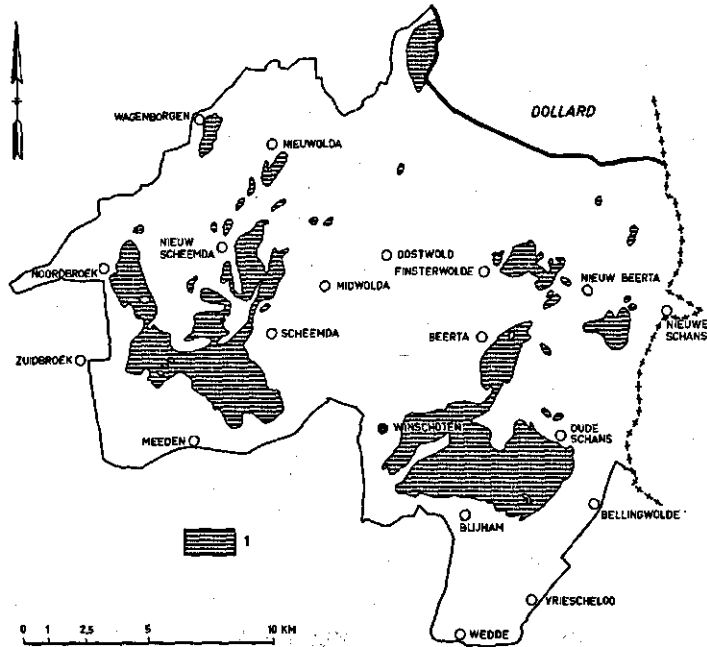 DOLLARD
WAGENBORGEN
NIEUWOLDA
NIEUW
SCHEEMDA
OOSTWOLD
NOORDBROEK
FINSTERWOLDE
MIDWOLDA
NIEUW BEERTA
NIEUWE
SCHANS
SCHEEMDA
BEERTA
ZUIDBROEK
WINSCHOTEN
OUDE
SCHANS
MEEDEN
BELLINGWOLDE
BLIJHAM
1
VRIESCHELOO
WEDDE
0 1 2,5 5 10 KM